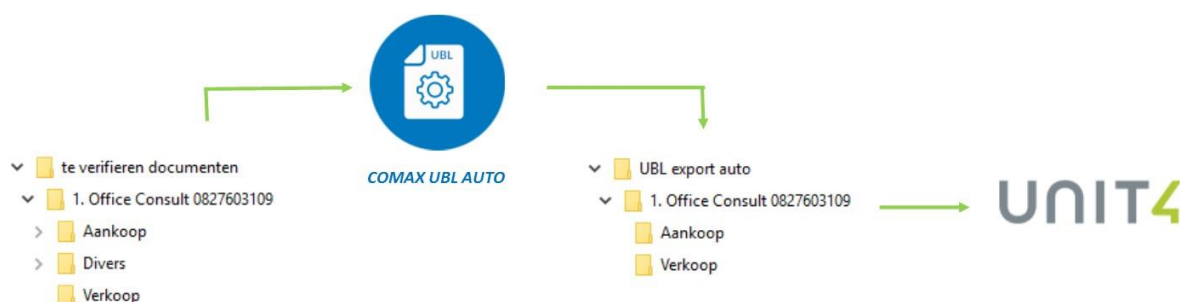 UBL
COMAX UBL AUTO
te verifieren documenten
1. Office Consult 0827603109
Aankoop
Divers
Verkoop
UBL export auto
1. Office Consult 0827603109
Aankoop
Verkoop
UNIT4